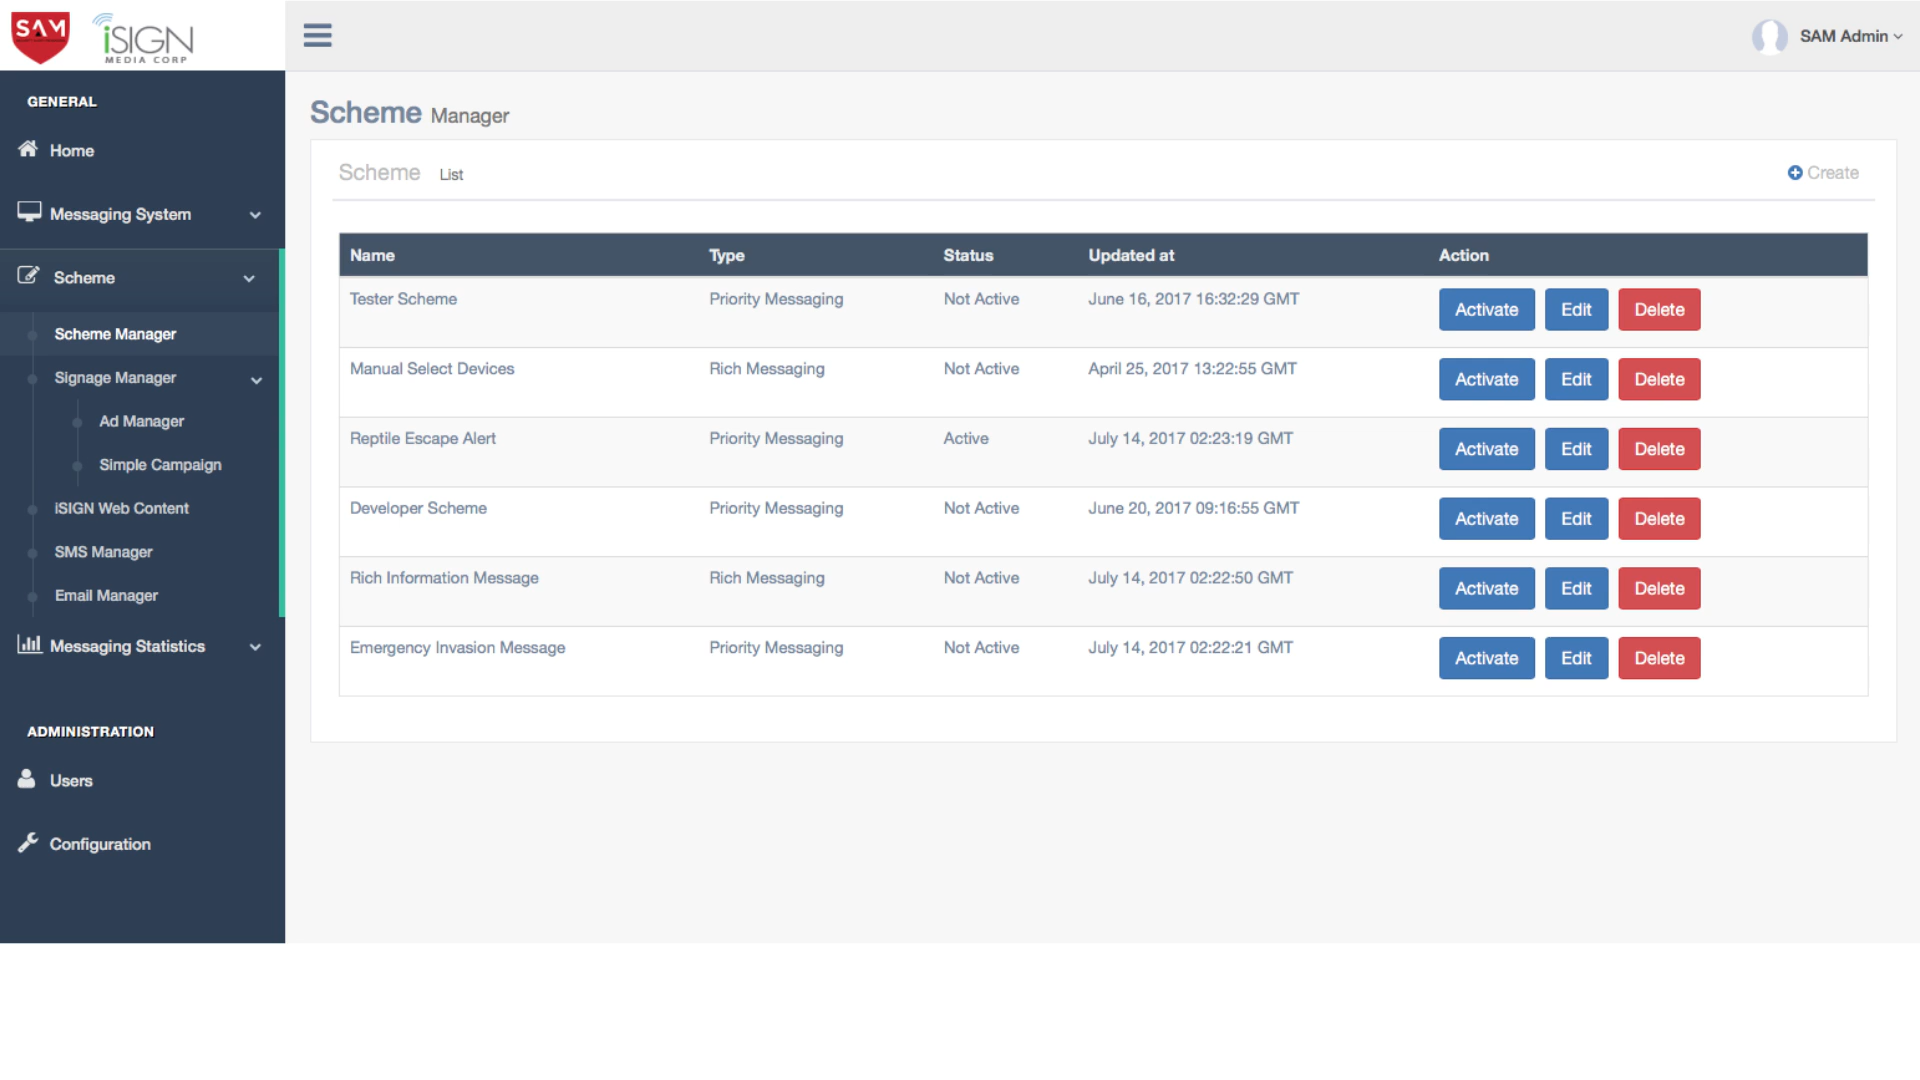 SAM
iSIGN
MEDIA CORP
SAM Admin
GENERAL
Home
Messaging System
Scheme
Scheme Manager
Signage Manager
Ad Manager
Simple Campaign
iSIGN Web Content
SMS Manager
Email Manager
Messaging Statistics
ADMINISTRATION
Users
Configuration
Scheme Manager
Scheme List
Create
Name Type Status Updated at Action
Tester Scheme Priority Messaging Not Active June 16, 2017 16:32:29 GMT Activate Edit Delete
Manual Select Devices Rich Messaging Not Active April 25, 2017 13:22:55 GMT Activate Edit Delete
Reptile Escape Alert Priority Messaging Active July 14, 2017 02:23:19 GMT Activate Edit Delete
Developer Scheme Priority Messaging Not Active June 20, 2017 09:16:55 GMT Activate Edit Delete
Rich Information Message Rich Messaging Not Active July 14, 2017 02:22:50 GMT Activate Edit Delete
Emergency Invasion Message Priority Messaging Not Active July 14, 2017 02:22:21 GMT Activate Edit Delete